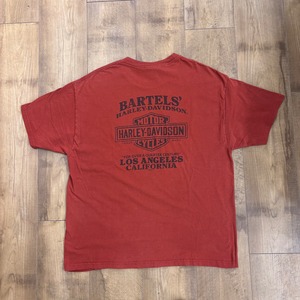 BARTELS'
HARLEY-DAVIDSON
MOTOR
HARLEY-DAVIDSON
CYCLES
LOS ANGELES
CALIFORNIA